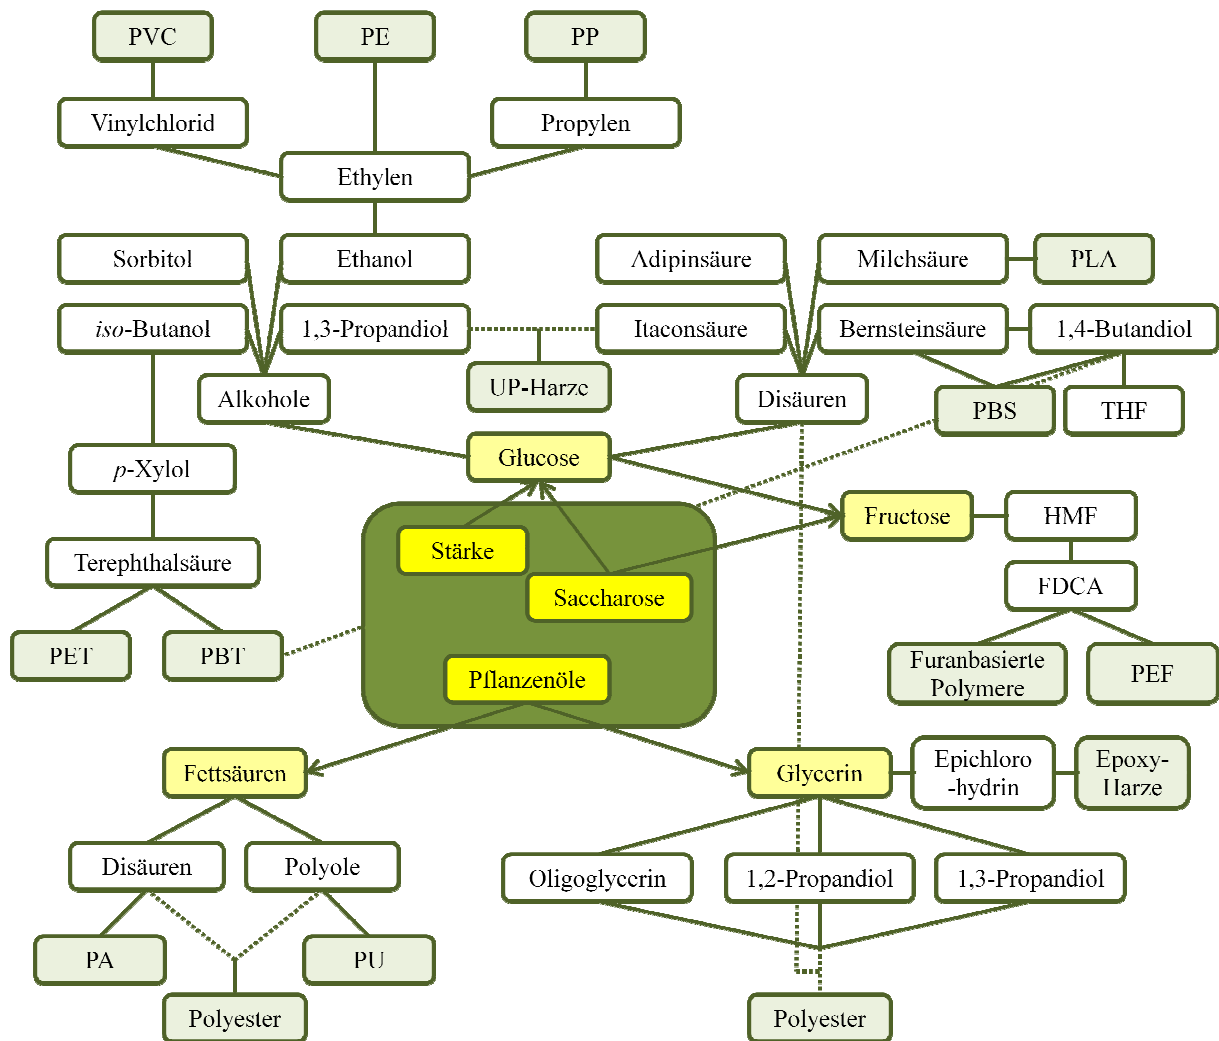 PVC
PE
PP
Vinylchlorid
Propylen
Ethylen
Sorbitol
Ethanol
Adipinsäure
Milchsäure
PLA
iso-Butanol
1,3-Propandiol
Itaconsäure
Bernsteinsäure
1,4-Butandiol
Alkohole
UP-Harze
Disäuren
PBS
THF
Glucose
p-Xylol
Fructose
HMF
Stärke
Terephthalsäure
Saccharose
FDCA
PET
PBT
Pflanzenöle
Furanbasierte
Polymere
PEF
Fettsäuren
Glycerin
Epichloro
-hydrin
Epoxy-
Harze
Disäuren
Polyole
Oligoglycerin
1,2-Propandiol
1,3-Propandiol
PA
PU
Polyester
Polyester